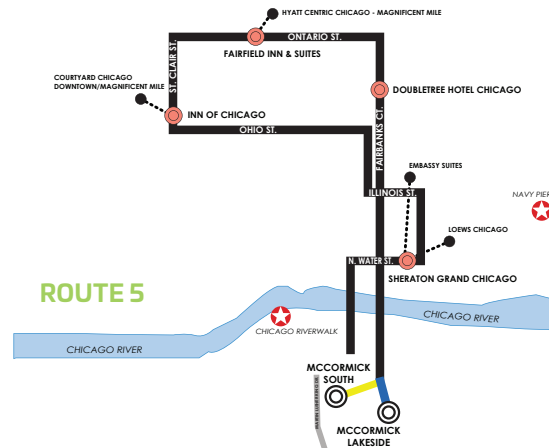 HYATT CENTRIC CHICAGO - MAGNIFICENT MILE
ONTARIO ST.
FAIRFIELD INN & SUITES
ST. CLAIR ST.
COURTYARD CHICAGO
DOWNTOWN/MAGNIFICENT MILE
DOUBLETREE HOTEL CHICAGO
INN OF CHICAGO
OHIO ST.
FAIRBANKS CT.
EMBASSY SUITES
ILLINOIS ST.
NAVY PIER
LOEWS CHICAGO
N. WATER ST.
SHERATON GRAND CHICAGO
ROUTE 5
CHICAGO RIVER
CHICAGO RIVERWALK
CHICAGO RIVER
MCCORMICK
SOUTH
MCCORMICK
LAKESIDE